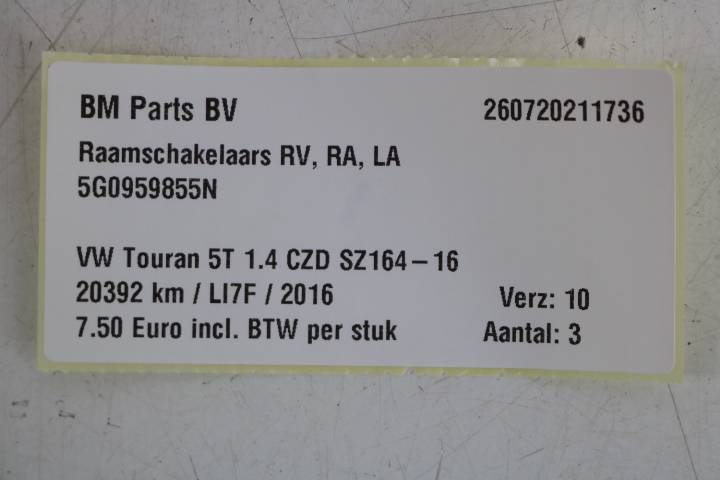 BM Parts BV 260720211736
Raamschakelaars RV, RA, LA
5G0959855N
VW Touran 5T 1.4 CZD SZ164-16
20392 km / LI7F / 2016 Verz: 10
7.50 Euro incl. BTW per stuk Aantal: 3